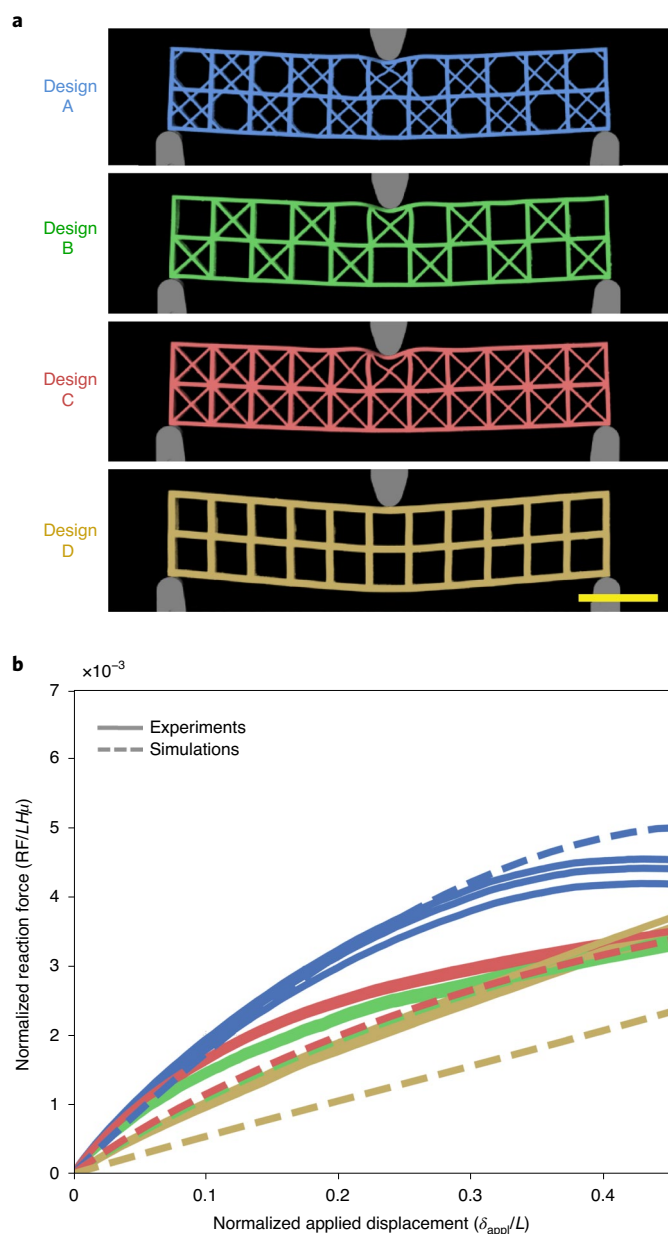 a
Design
A
Design
B
Design
C
Design
D
b
×10⁻³
7
6
5
4
3
2
1
0
Normalized reaction force (RF/LHμ)
Experiments
Simulations
0
0.1
0.2
0.3
0.4
Normalized applied displacement (δappl/L)